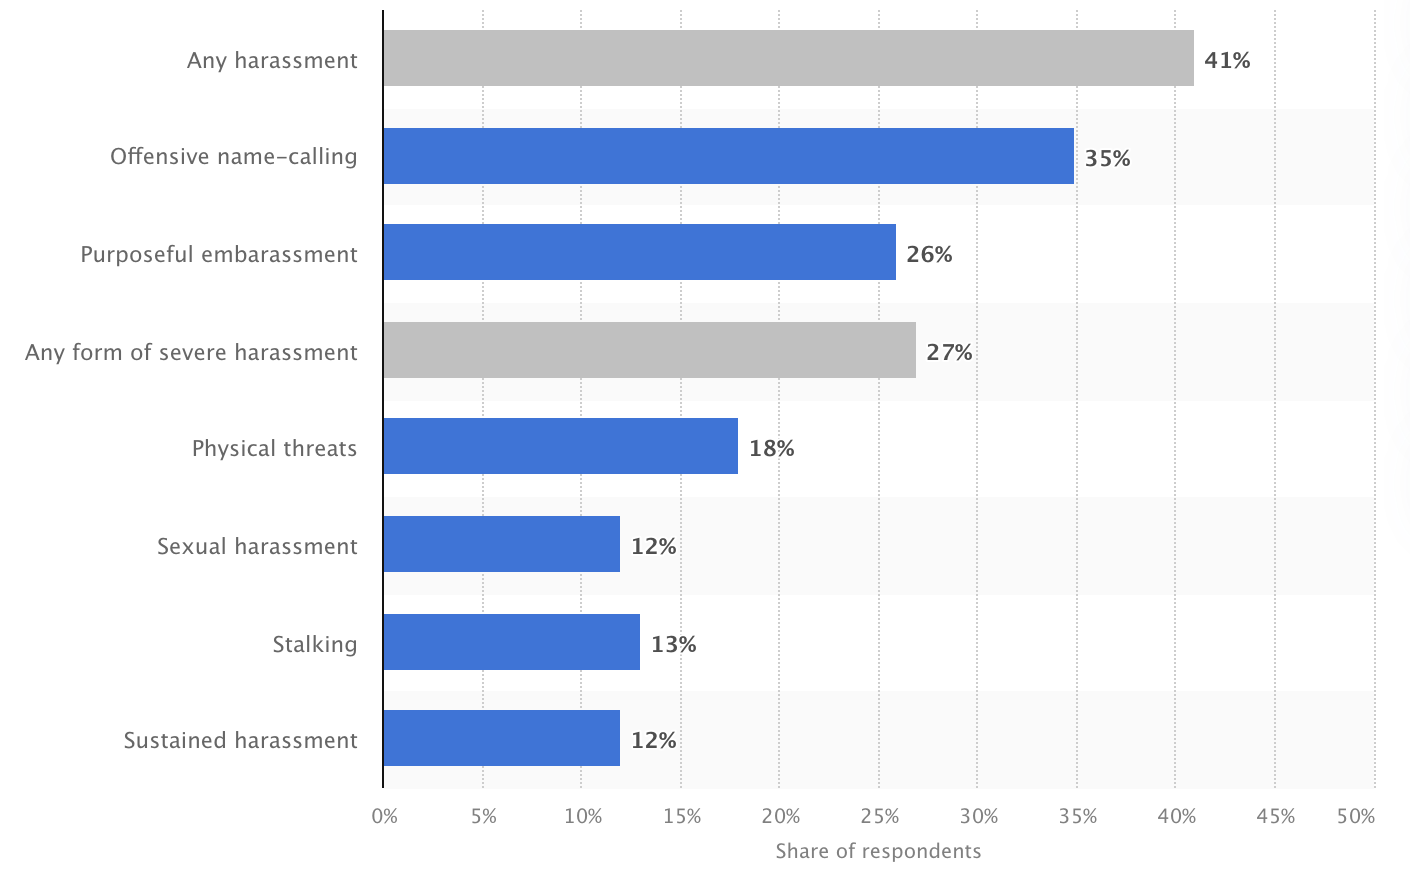 Any harassment 41%
Offensive name-calling 35%
Purposeful embarassment 26%
Any form of severe harassment 27%
Physical threats 18%
Sexual harassment 12%
Stalking 13%
Sustained harassment 12%
0% 5% 10% 15% 20% 25% 30% 35% 40% 45% 50%
Share of respondents